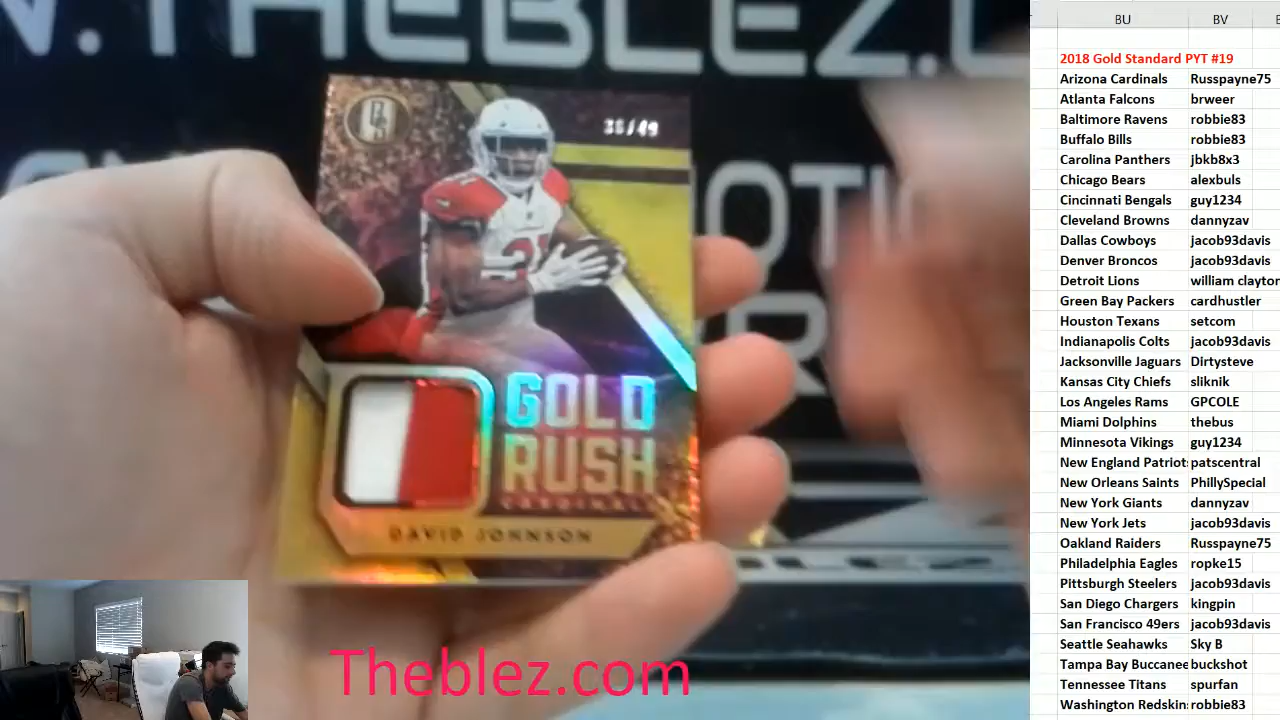 W.THEBLEZ.C
38/49
GOLD
RUSH
CARDINALS
DAVID JOHNSON
Theblez.com
BU BV
2018 Gold Standard PYT #19
Arizona Cardinals Russpayne75
Atlanta Falcons brweer
Baltimore Ravens robbie83
Buffalo Bills robbie83
Carolina Panthers jbkb8x3
Chicago Bears alexbuls
Cincinnati Bengals guy1234
Cleveland Browns dannyzav
Dallas Cowboys jacob93davis
Denver Broncos jacob93davis
Detroit Lions william clayton
Green Bay Packers cardhustler
Houston Texans setcom
Indianapolis Colts jacob93davis
Jacksonville Jaguars Dirtysteve
Kansas City Chiefs sliknik
Los Angeles Rams GPCOLE
Miami Dolphins thebus
Minnesota Vikings guy1234
New England Patriot patscentral
New Orleans Saints PhillySpecial
New York Giants dannyzav
New York Jets jacob93davis
Oakland Raiders Russpayne75
Philadelphia Eagles ropke15
Pittsburgh Steelers jacob93davis
San Diego Chargers kingpin
San Francisco 49ers jacob93davis
Seattle Seahawks Sky B
Tampa Bay Buccanee buckshot
Tennessee Titans spurfan
Washington Redskin robbie83